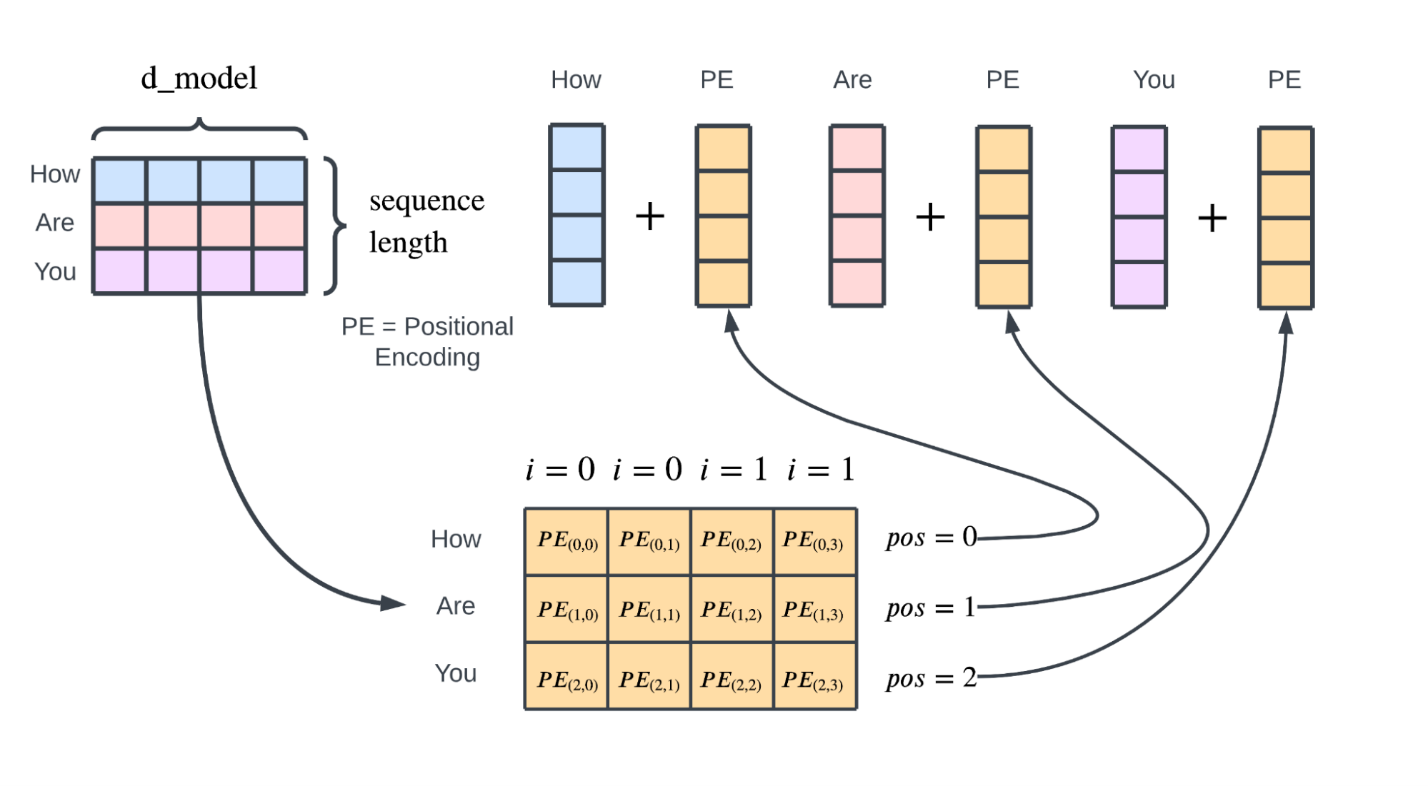 d_model
How
Are
You
sequence
length
PE = Positional
Encoding
How PE Are PE You PE
+ + +
i = 0 i = 0 i = 1 i = 1
How PE(0,0) PE(0,1) PE(0,2) PE(0,3) pos = 0
Are PE(1,0) PE(1,1) PE(1,2) PE(1,3) pos = 1
You PE(2,0) PE(2,1) PE(2,2) PE(2,3) pos = 2